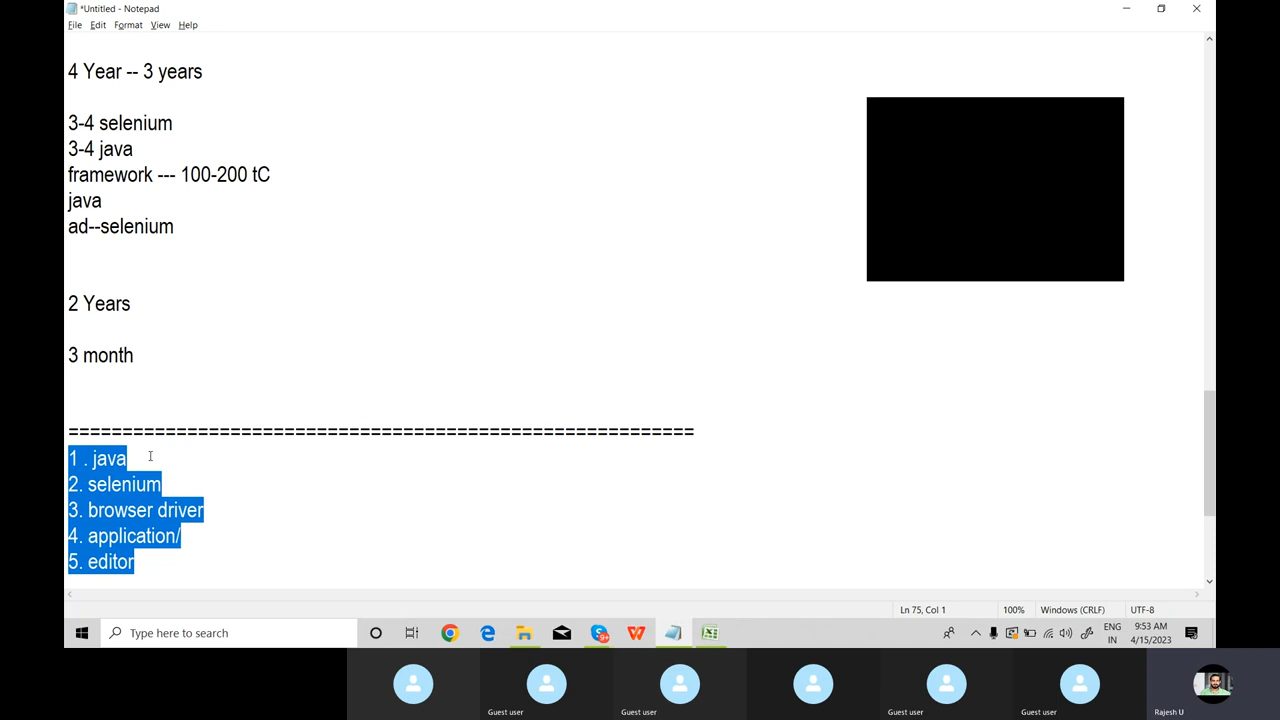 *Untitled - Notepad
File Edit Format View Help
4 Year -- 3 years
3-4 selenium
3-4 java
framework --- 100-200 tC
java
ad--selenium
2 Years
3 month
==========================================================
1 . java
2. selenium
3. browser driver
4. application/
5. editor
Ln 75, Col 1 100% Windows (CRLF) UTF-8
Type here to search
9+
ENG
IN
9:53 AM
4/15/2023
Guest user
Guest user
Guest user
Guest user
Rajesh U